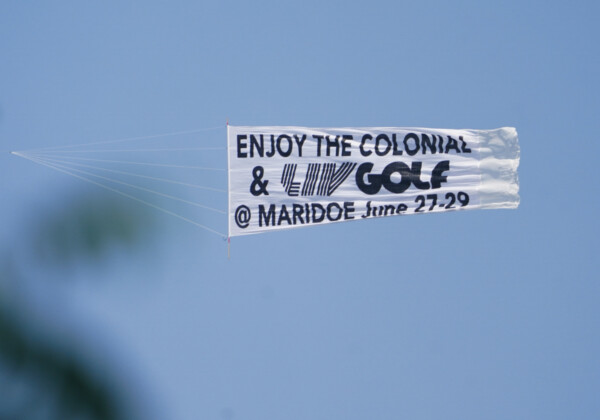 ENJOY THE COLONIAL
& LIV GOLF
@ MARIDOE June 27-29